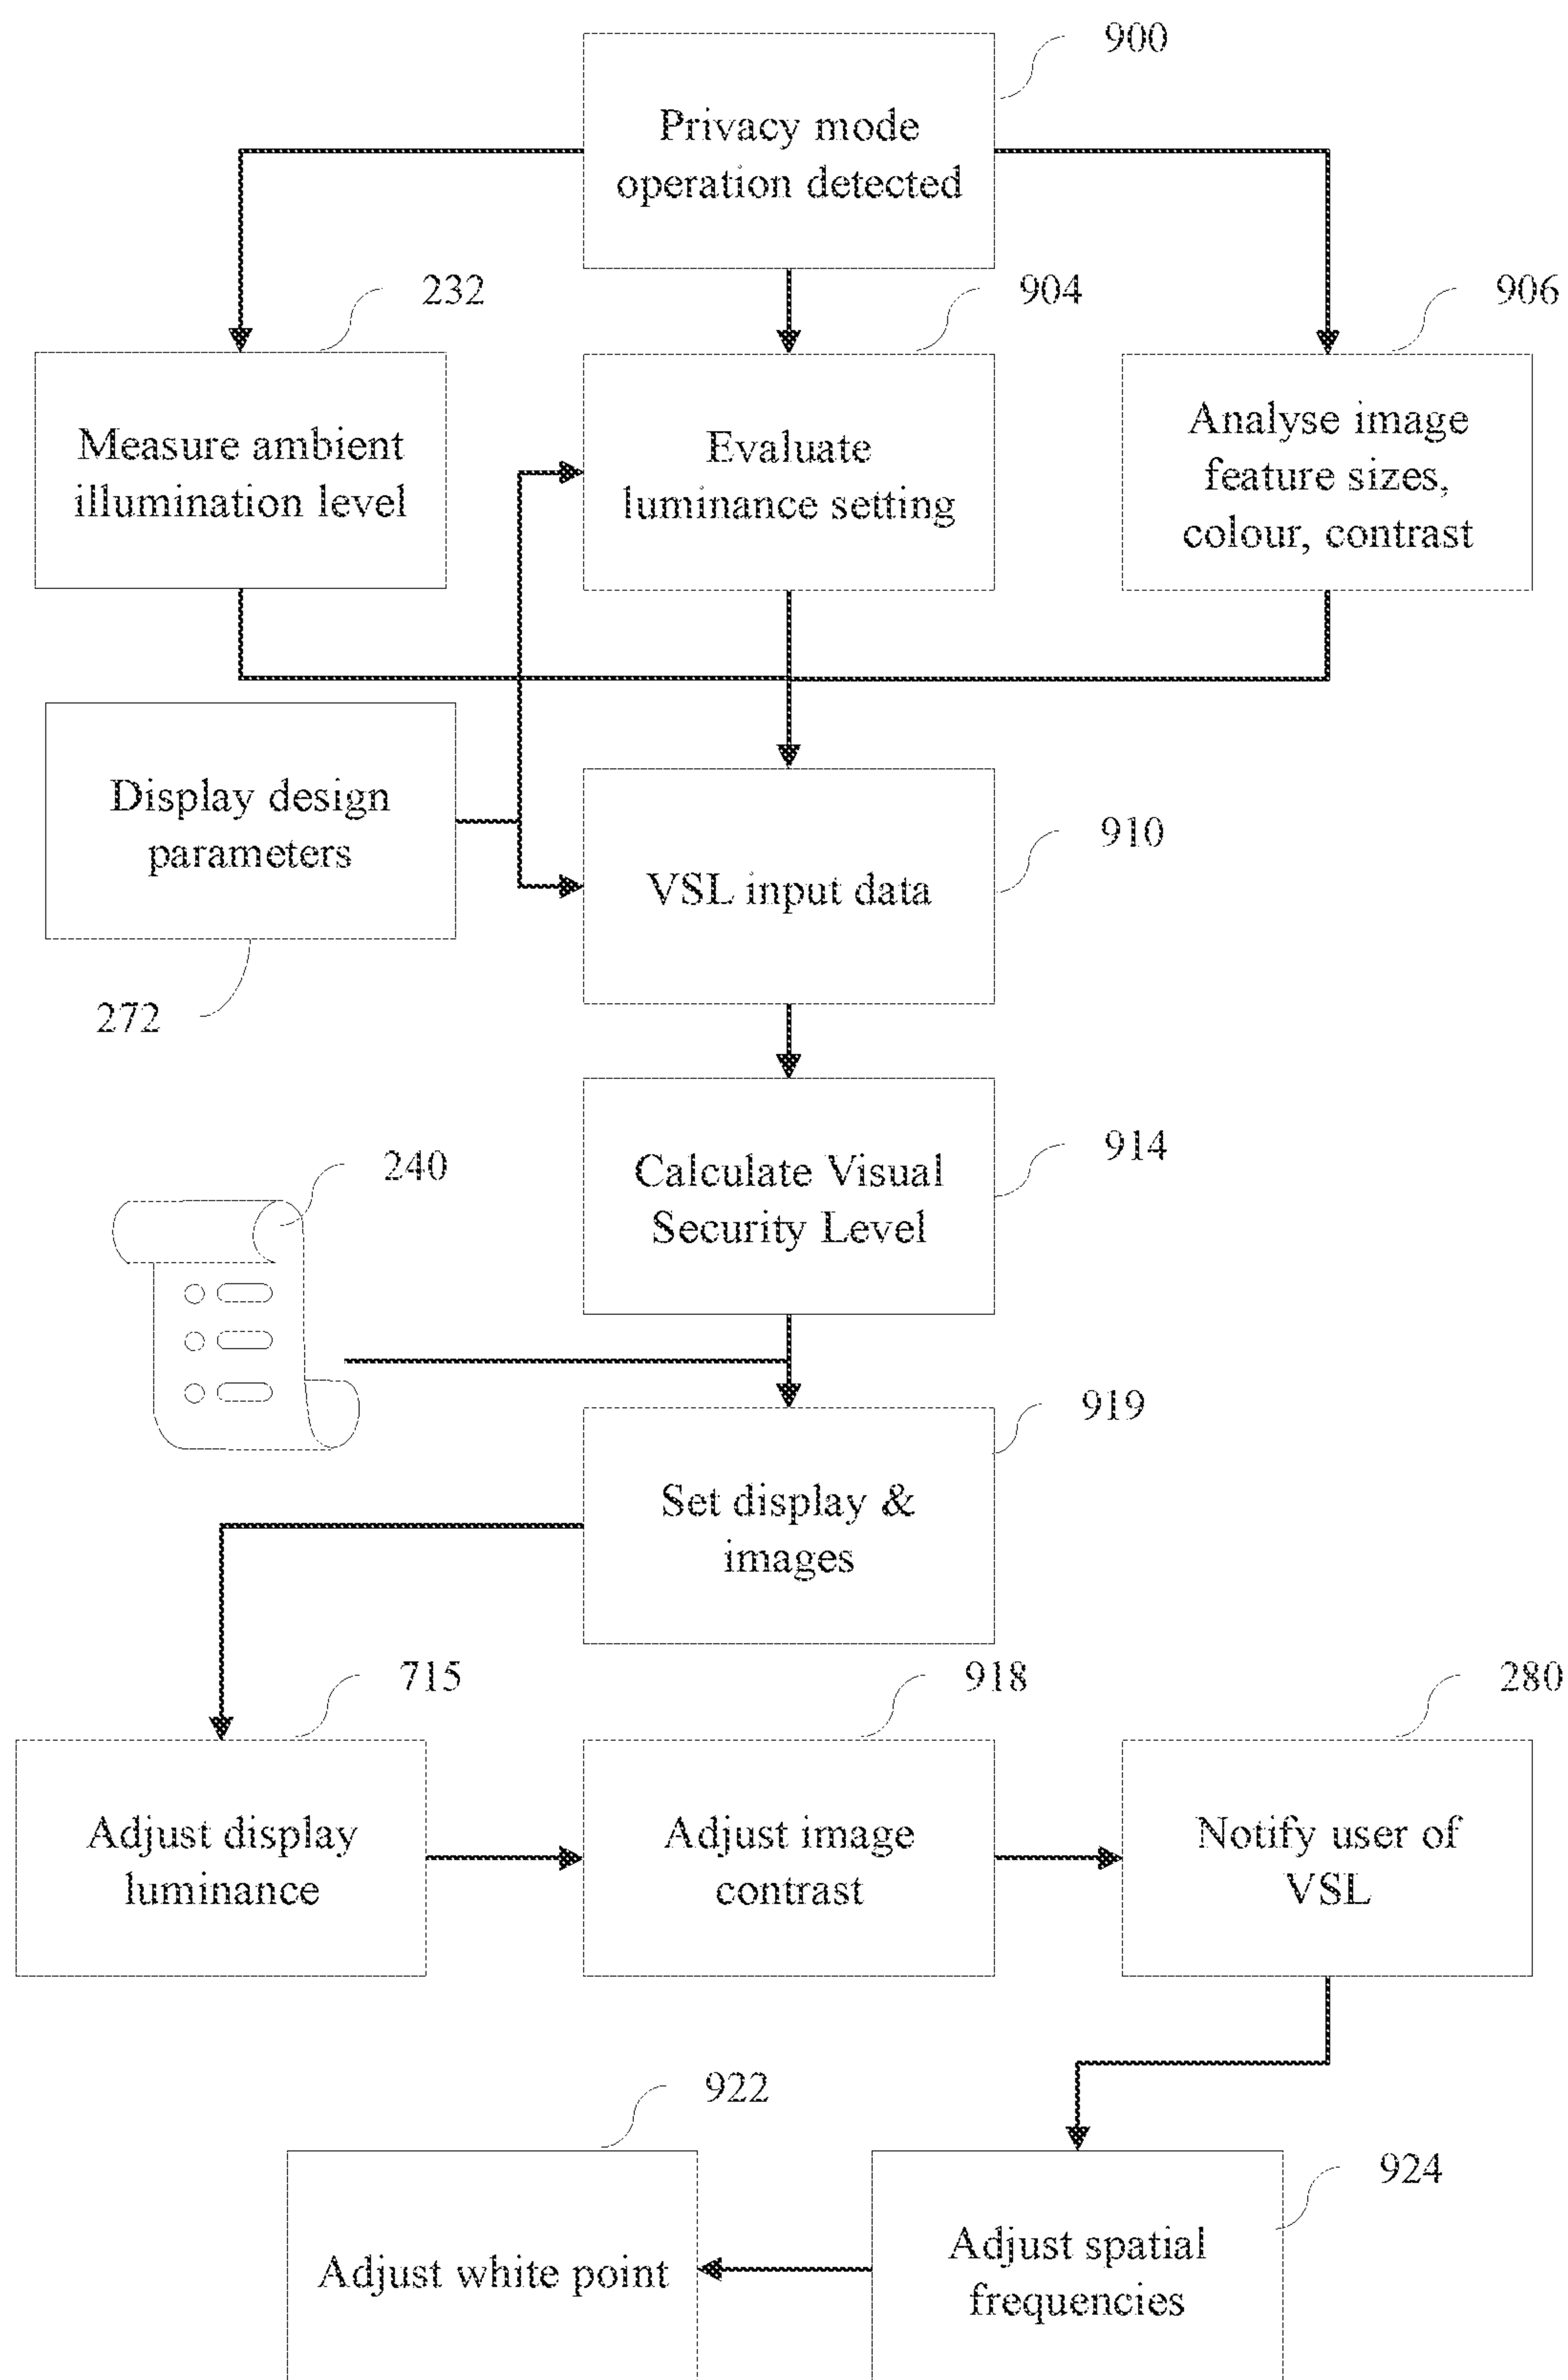 900
Privacy mode
operation detected
232
904
906
Measure ambient
illumination level
Evaluate
luminance setting
Analyse image
feature sizes,
colour, contrast
Display design
parameters
272
910
VSL input data
914
Calculate Visual
Security Level
240
919
Set display &
images
715
918
280
Adjust display
luminance
Adjust image
contrast
Notify user of
VSL
922
924
Adjust white point
Adjust spatial
frequencies